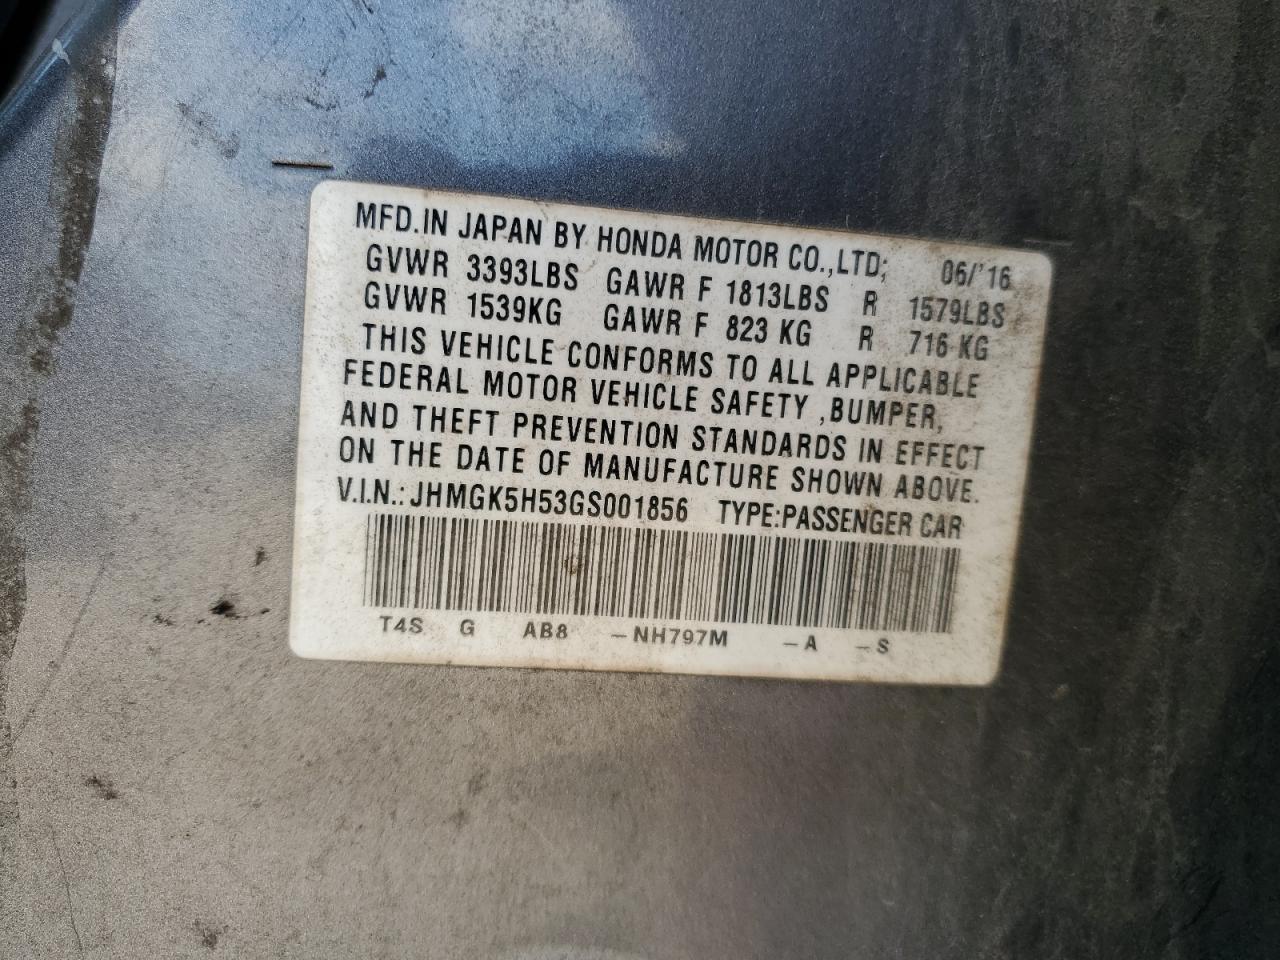 MFD.IN JAPAN BY HONDA MOTOR CO.,LTD; 06/'16
GVWR 3393LBS GAWR F 1813LBS R 1579LBS
GVWR 1539KG GAWR F 823 KG R 716 KG
THIS VEHICLE CONFORMS TO ALL APPLICABLE
FEDERAL MOTOR VEHICLE SAFETY ,BUMPER,
AND THEFT PREVENTION STANDARDS IN EFFECT
ON THE DATE OF MANUFACTURE SHOWN ABOVE.
V.I.N.: JHMGK5H53GS001856 TYPE:PASSENGER CAR
T4S G AB8 -NH797M -A -S